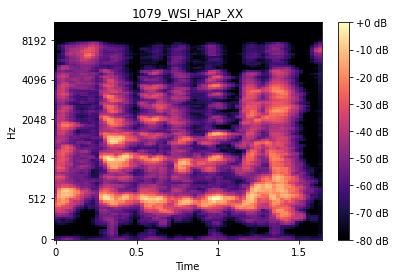 1079_WSI_HAP_XX
8192
4096
2048
1024
512
0
Hz
0
0.5
1
1.5
Time
+0 dB
-10 dB
-20 dB
-30 dB
-40 dB
-50 dB
-60 dB
-70 dB
-80 dB